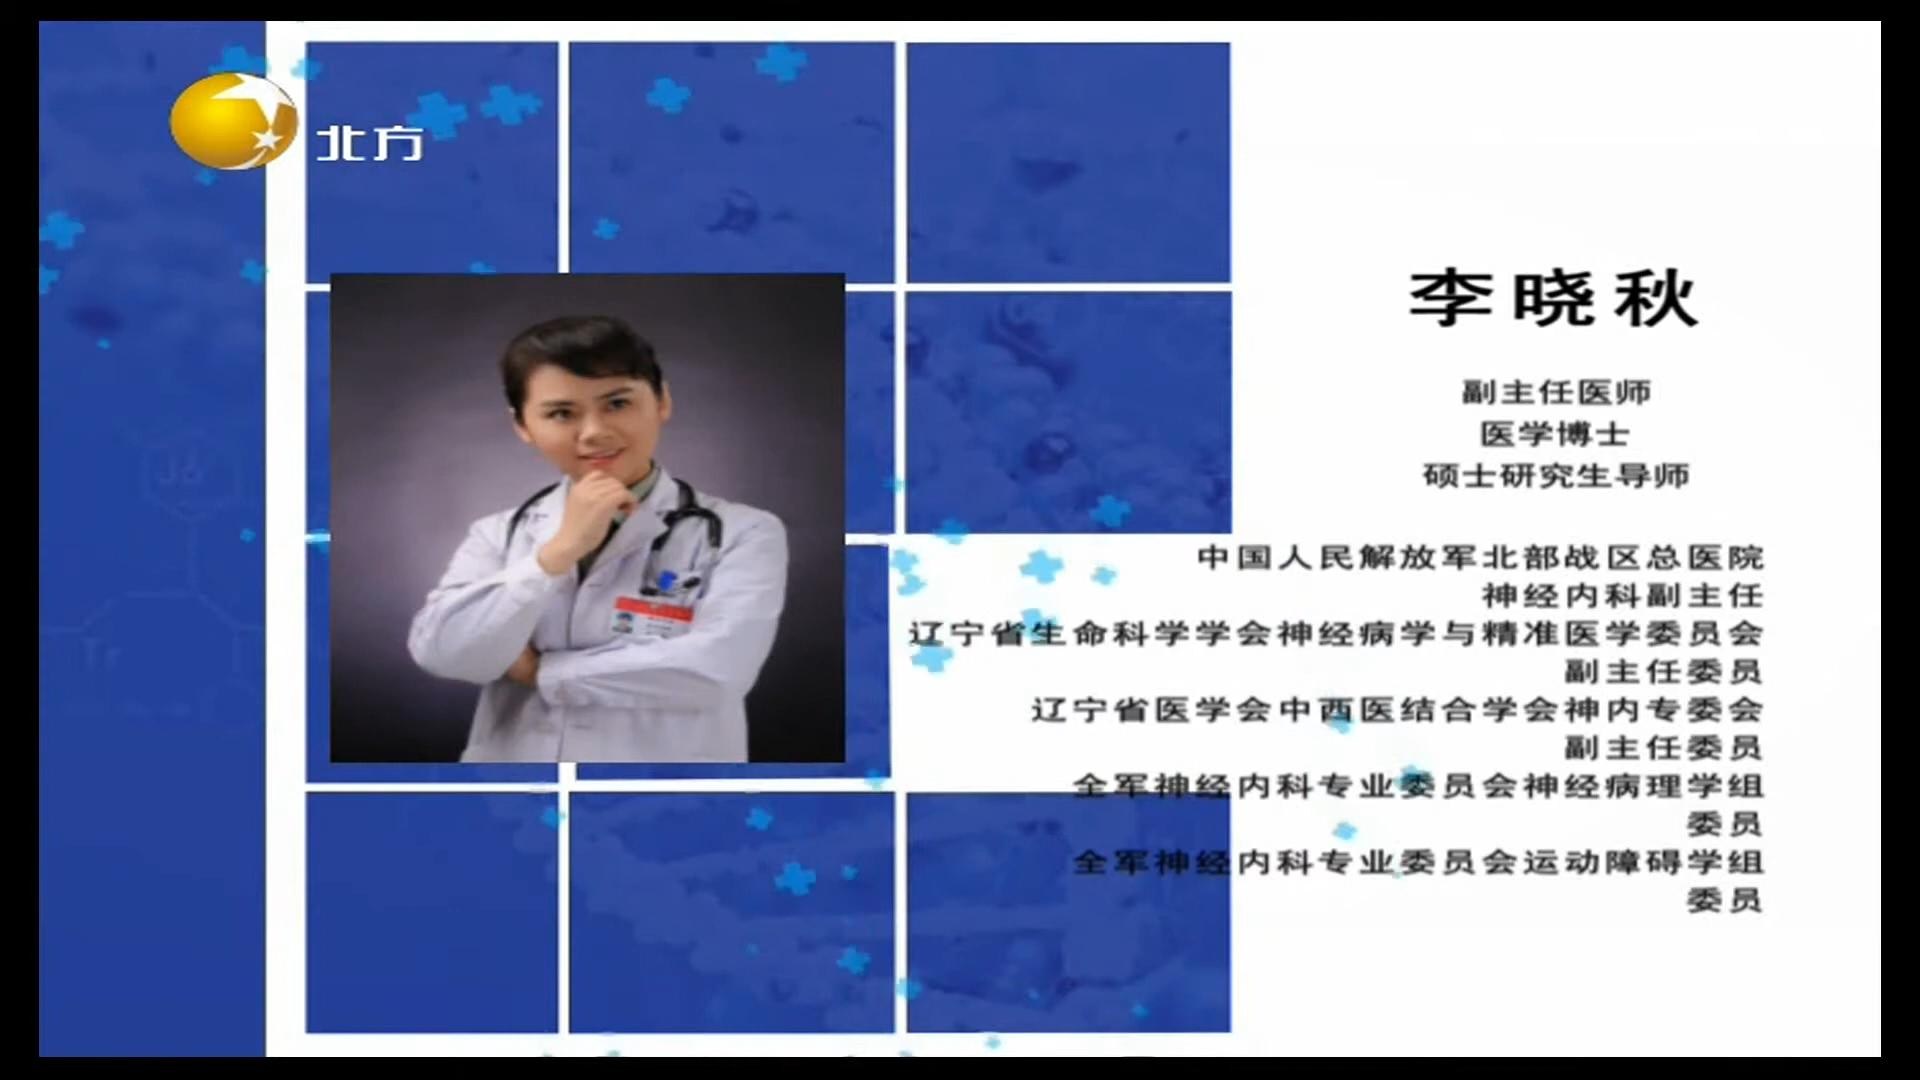 北方
李晓秋
副主任医师
医学博士
硕士研究生导师
中国人民解放军北部战区总医院
神经内科副主任
辽宁省生命科学学会神经病学与精准医学委员会
副主任委员
辽宁省医学会中西医结合学会神内专委会
副主任委员
全军神经内科专业委员会神经病理学组
委员
全军神经内科专业委员会运动障碍学组
委员